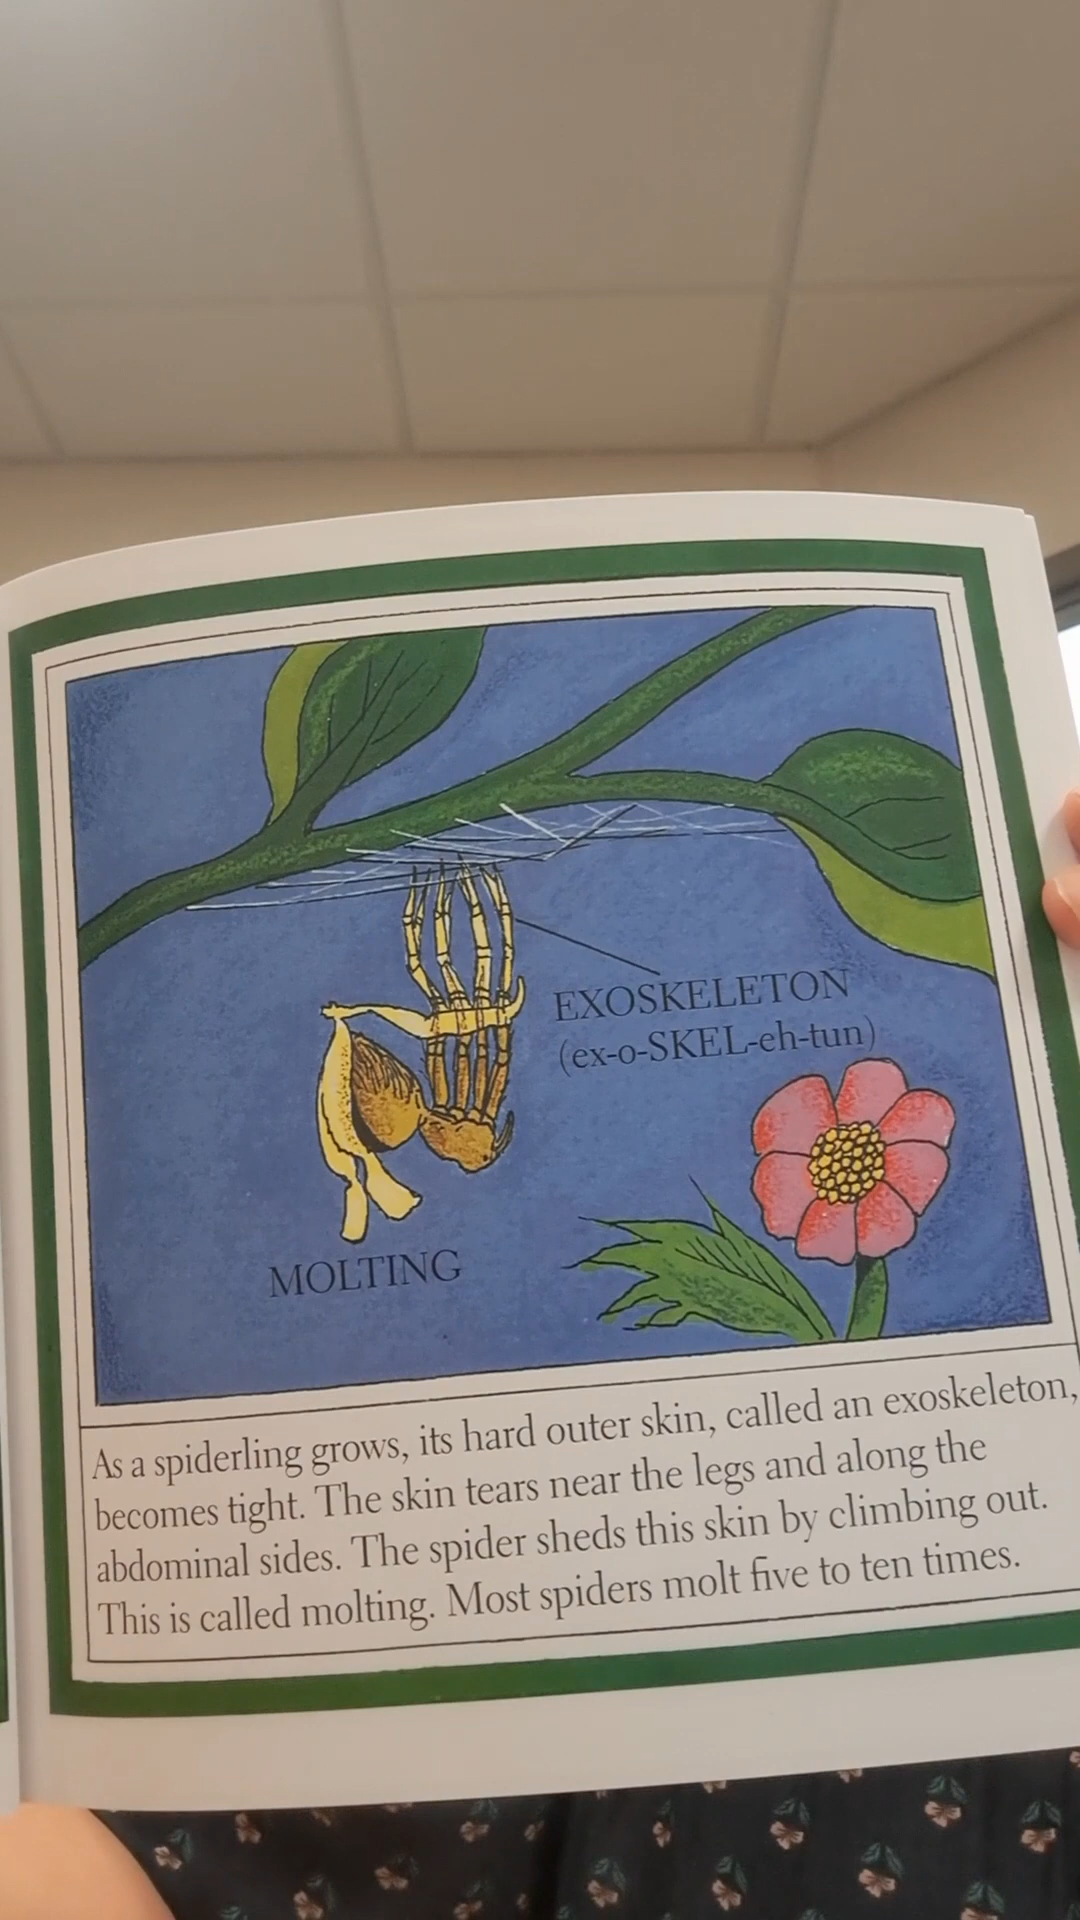 EXOSKELETON
(ex-o-SKEL-eh-tun)
MOLTING
As a spiderling grows, its hard outer skin, called an exoskeleton,
becomes tight. The skin tears near the legs and along the
abdominal sides. The spider sheds this skin by climbing out.
This is called molting. Most spiders molt five to ten times.